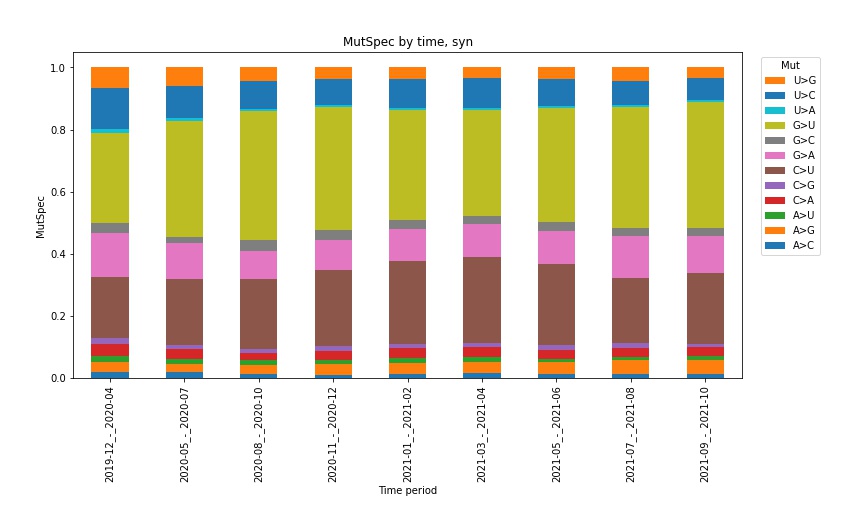 MutSpec by time, syn
MutSpec
1.0
0.8
0.6
0.4
0.2
0.0
2019-12_-_2020-04
2020-05_-_2020-07
2020-08_-_2020-10
2020-11_-_2020-12
2021-01_-_2021-02
2021-03_-_2021-04
2021-05_-_2021-06
2021-07_-_2021-08
2021-09_-_2021-10
Time period
Mut
U>G
U>C
U>A
G>U
G>C
G>A
C>U
C>G
C>A
A>U
A>G
A>C